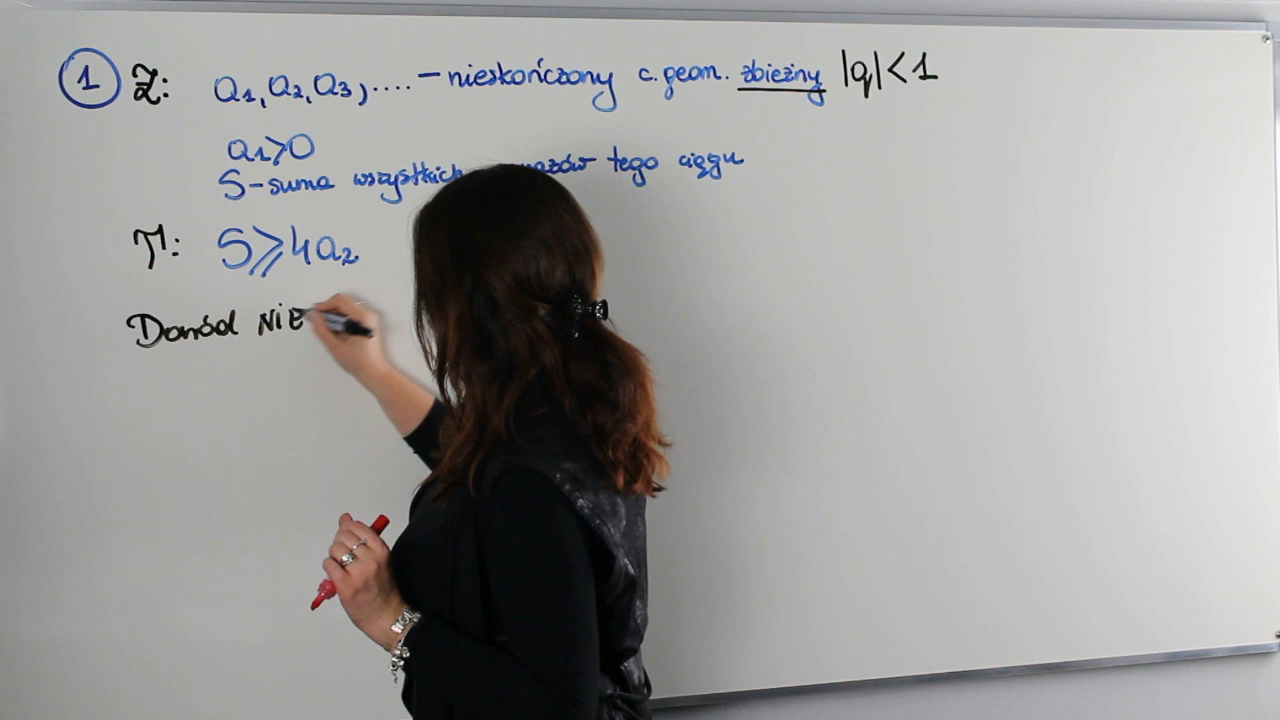 1 Z: a1, a2, a3, .... – nieskończony c. geom. zbieżny |q| < 1
a1>0
S-suma wszystkich tego ciągu
T: S⩾4a2
Dowód NIE